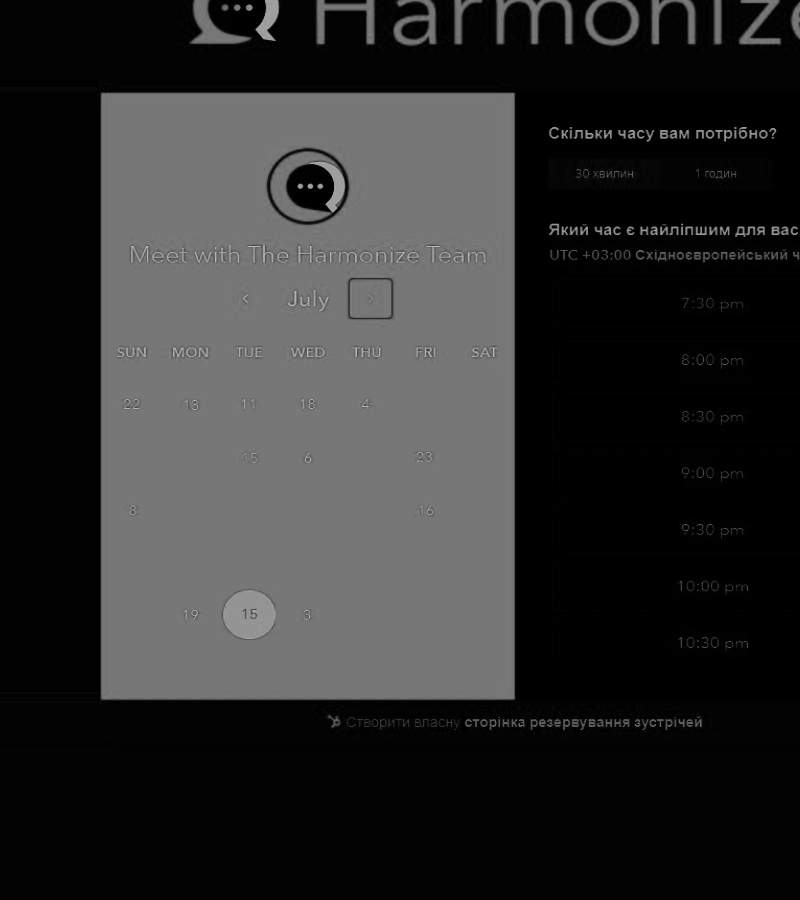 Harmonize
Meet with The Harmonize Team
July
SUN MON TUE WED THU FRI SAT
22 13 11 18 4
15 6 23
8 16
19 15 3
Скільки часу вам потрібно?
30 хвилин 1 годин
Який час є найліпшим для вас
UTC +03:00 Східноєвропейський ч
7:30 pm
8:00 pm
8:30 pm
9:00 pm
9:30 pm
10:00 pm
10:30 pm
Створити власну сторінка резервування зустрічей